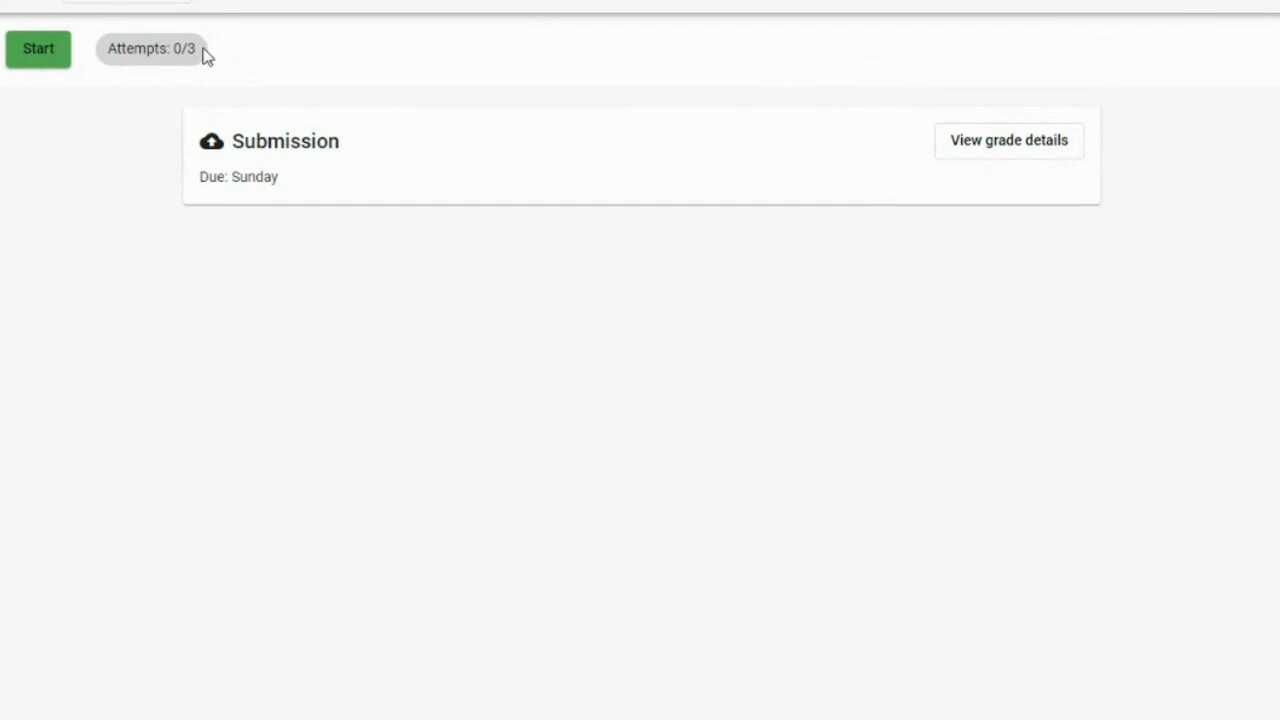 Start
Attempts: 0/3
Submission
View grade details
Due: Sunday